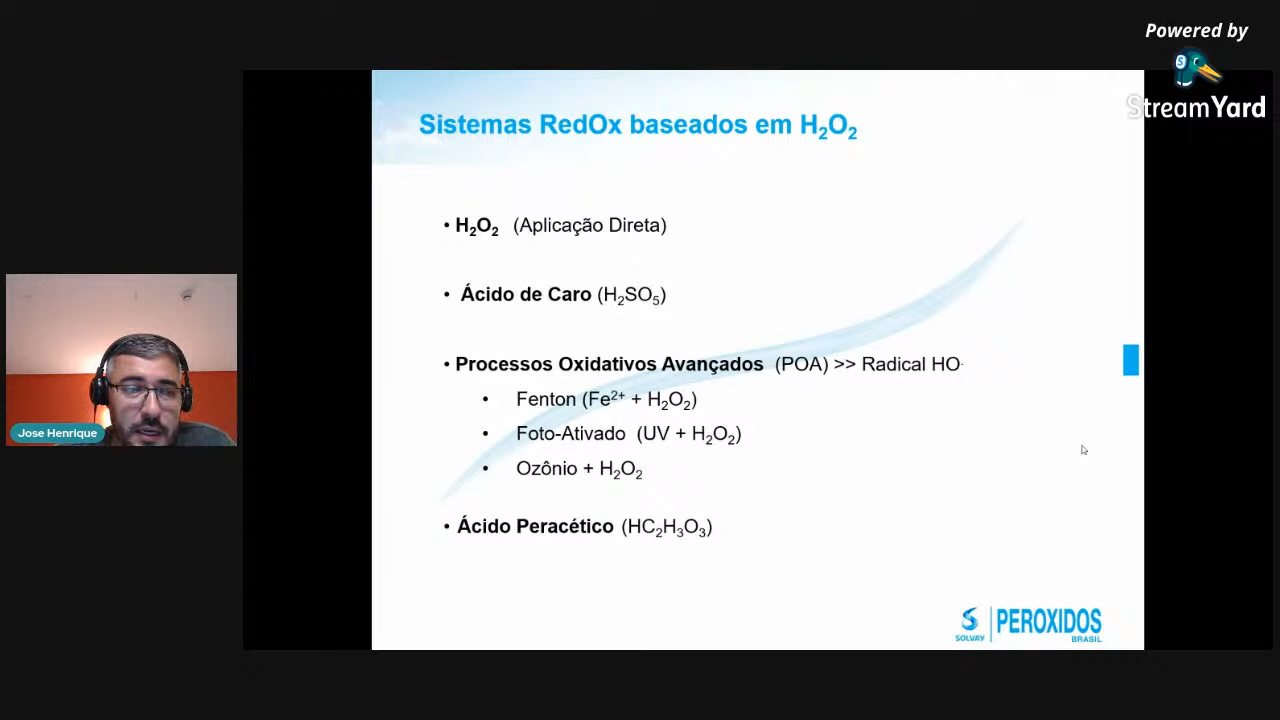 Powered by
StreamYard
Sistemas RedOx baseados em H₂O₂
• H₂O₂ (Aplicação Direta)
• Ácido de Caro (H₂SO₅)
• Processos Oxidativos Avançados (POA) >> Radical HO·
• Fenton (Fe²⁺ + H₂O₂)
• Foto-Ativado (UV + H₂O₂)
• Ozônio + H₂O₂
• Ácido Peracético (HC₂H₃O₃)
Jose Henrique
SOLVAY
PEROXIDOS
BRASIL